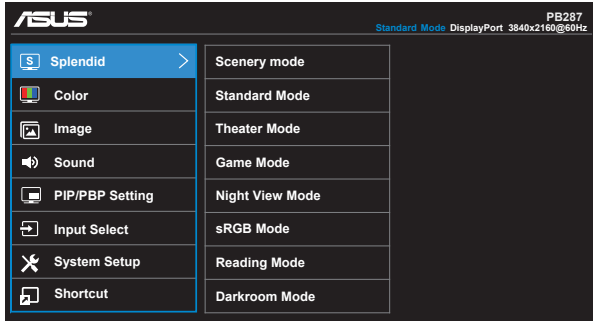 ASUS
PB287
Standard Mode DisplayPort 3840x2160@60Hz
S Splendid
Color
Image
Sound
PIP/PBP Setting
Input Select
System Setup
Shortcut
Scenery mode
Standard Mode
Theater Mode
Game Mode
Night View Mode
sRGB Mode
Reading Mode
Darkroom Mode